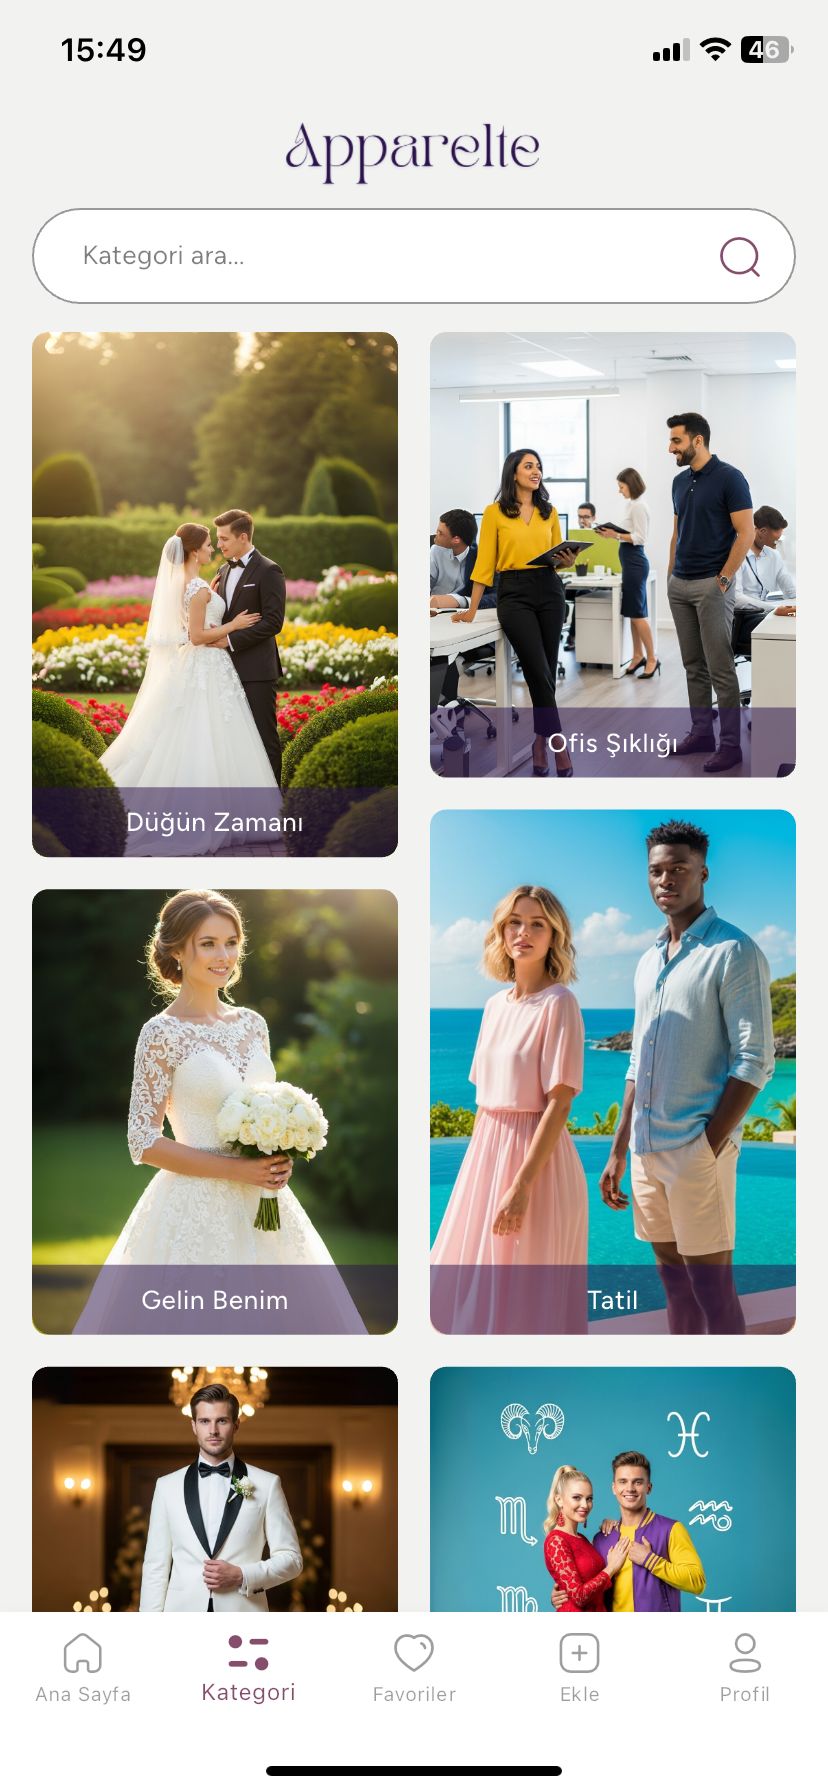 15:49
46
Apparelte
Kategori ara...
Düğün Zamanı
Ofis Şıklığı
Gelin Benim
Tatil
Ana Sayfa
Kategori
Favoriler
Ekle
Profil